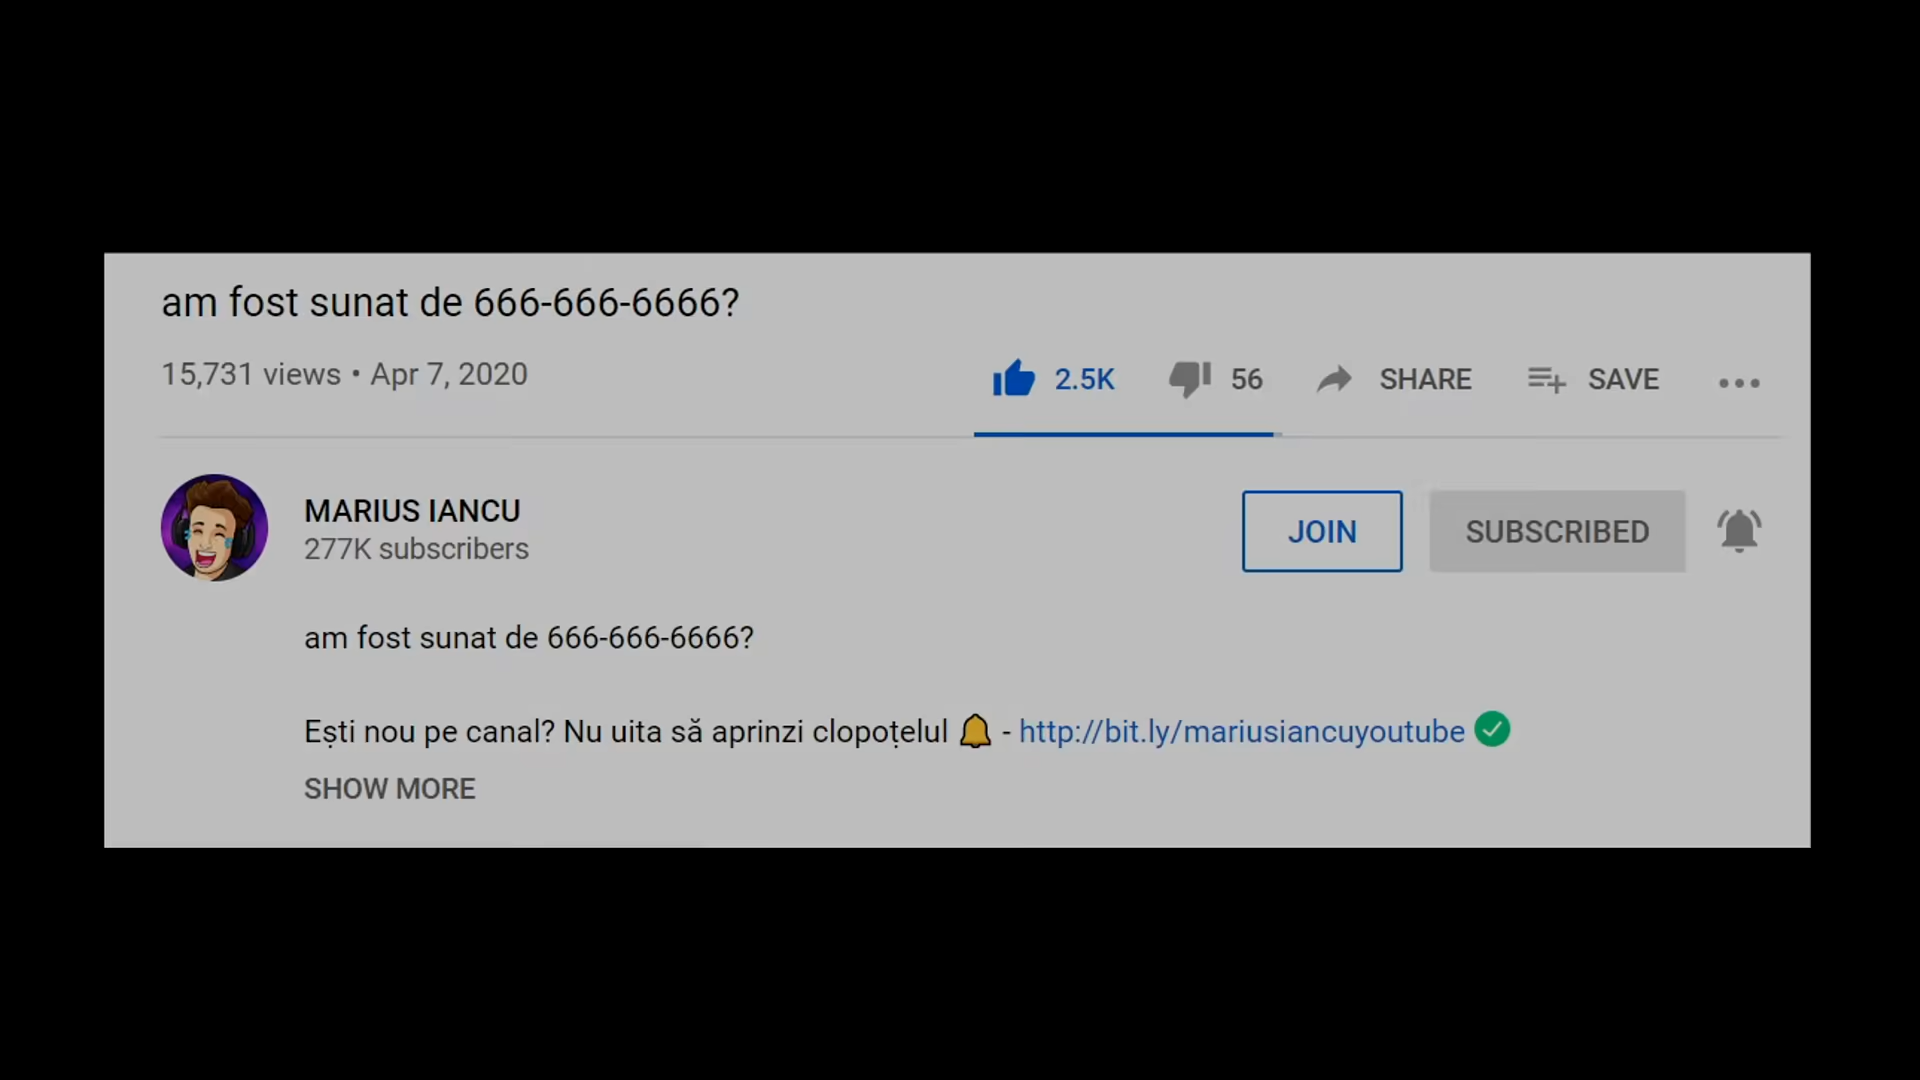 am fost sunat de 666-666-6666?
15,731 views • Apr 7, 2020
2.5K 56 SHARE SAVE
MARIUS IANCU
277K subscribers
JOIN SUBSCRIBED
am fost sunat de 666-666-6666?
Ești nou pe canal? Nu uita să aprinzi clopoțelul 🔔 - http://bit.ly/mariusiancuyoutube
SHOW MORE